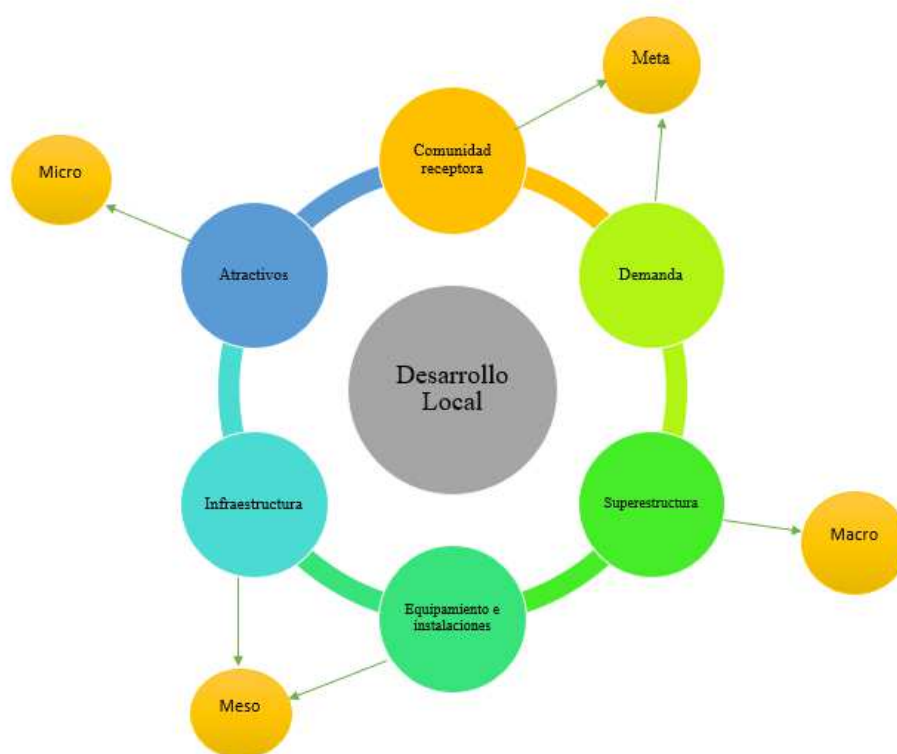 Meta
Comunidad
receptora
Micro
Atractivos
Demanda
Desarrollo
Local
Infraestructura
Superestructura
Macro
Equipamiento e
instalaciones
Meso